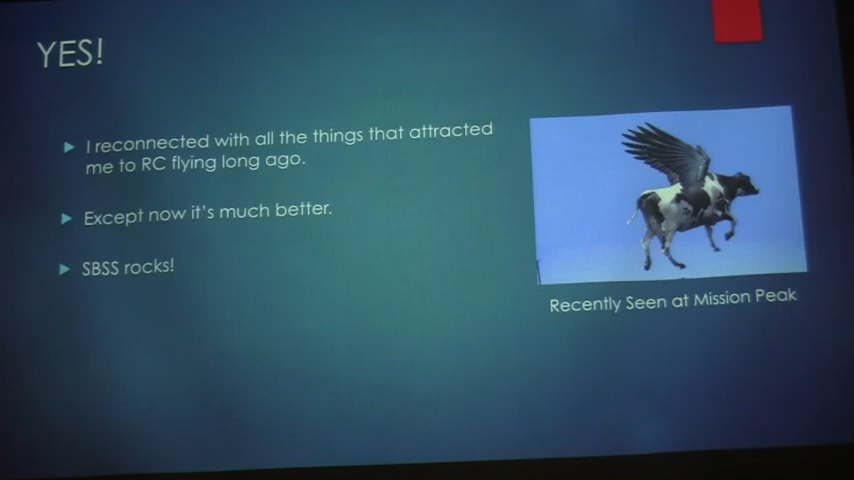 YES!
I reconnected with all the things that attracted
me to RC flying long ago.
Except now it's much better.
SBSS rocks!
Recently Seen at Mission Peak